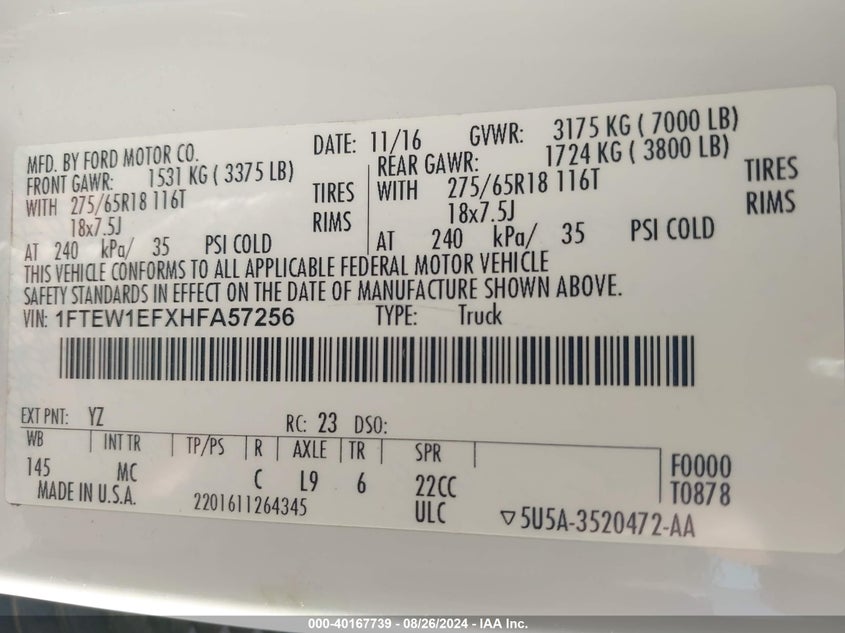 MFD. BY FORD MOTOR CO. DATE: 11/16 GVWR: 3175 KG ( 7000 LB)
FRONT GAWR: 1531 KG ( 3375 LB) REAR GAWR: 1724 KG ( 3800 LB)
WITH 275/65R18 116T TIRES WITH 275/65R18 116T TIRES
18x7.5J RIMS 18x7.5J RIMS
AT 240 kPa/ 35 PSI COLD AT 240 kPa/ 35 PSI COLD
THIS VEHICLE CONFORMS TO ALL APPLICABLE FEDERAL MOTOR VEHICLE
SAFETY STANDARDS IN EFFECT ON THE DATE OF MANUFACTURE SHOWN ABOVE.
VIN: 1FTEW1EFXHFA57256 TYPE: Truck
EXT PNT: YZ RC: 23 DSO:
WB INT TR TP/PS R AXLE TR SPR
145 MC C L9 6 22CC F0000
MADE IN U.S.A. 2201611264345 ULC T0878
▽5U5A-3520472-AA
000-40167739 - 08/26/2024 - IAA Inc.